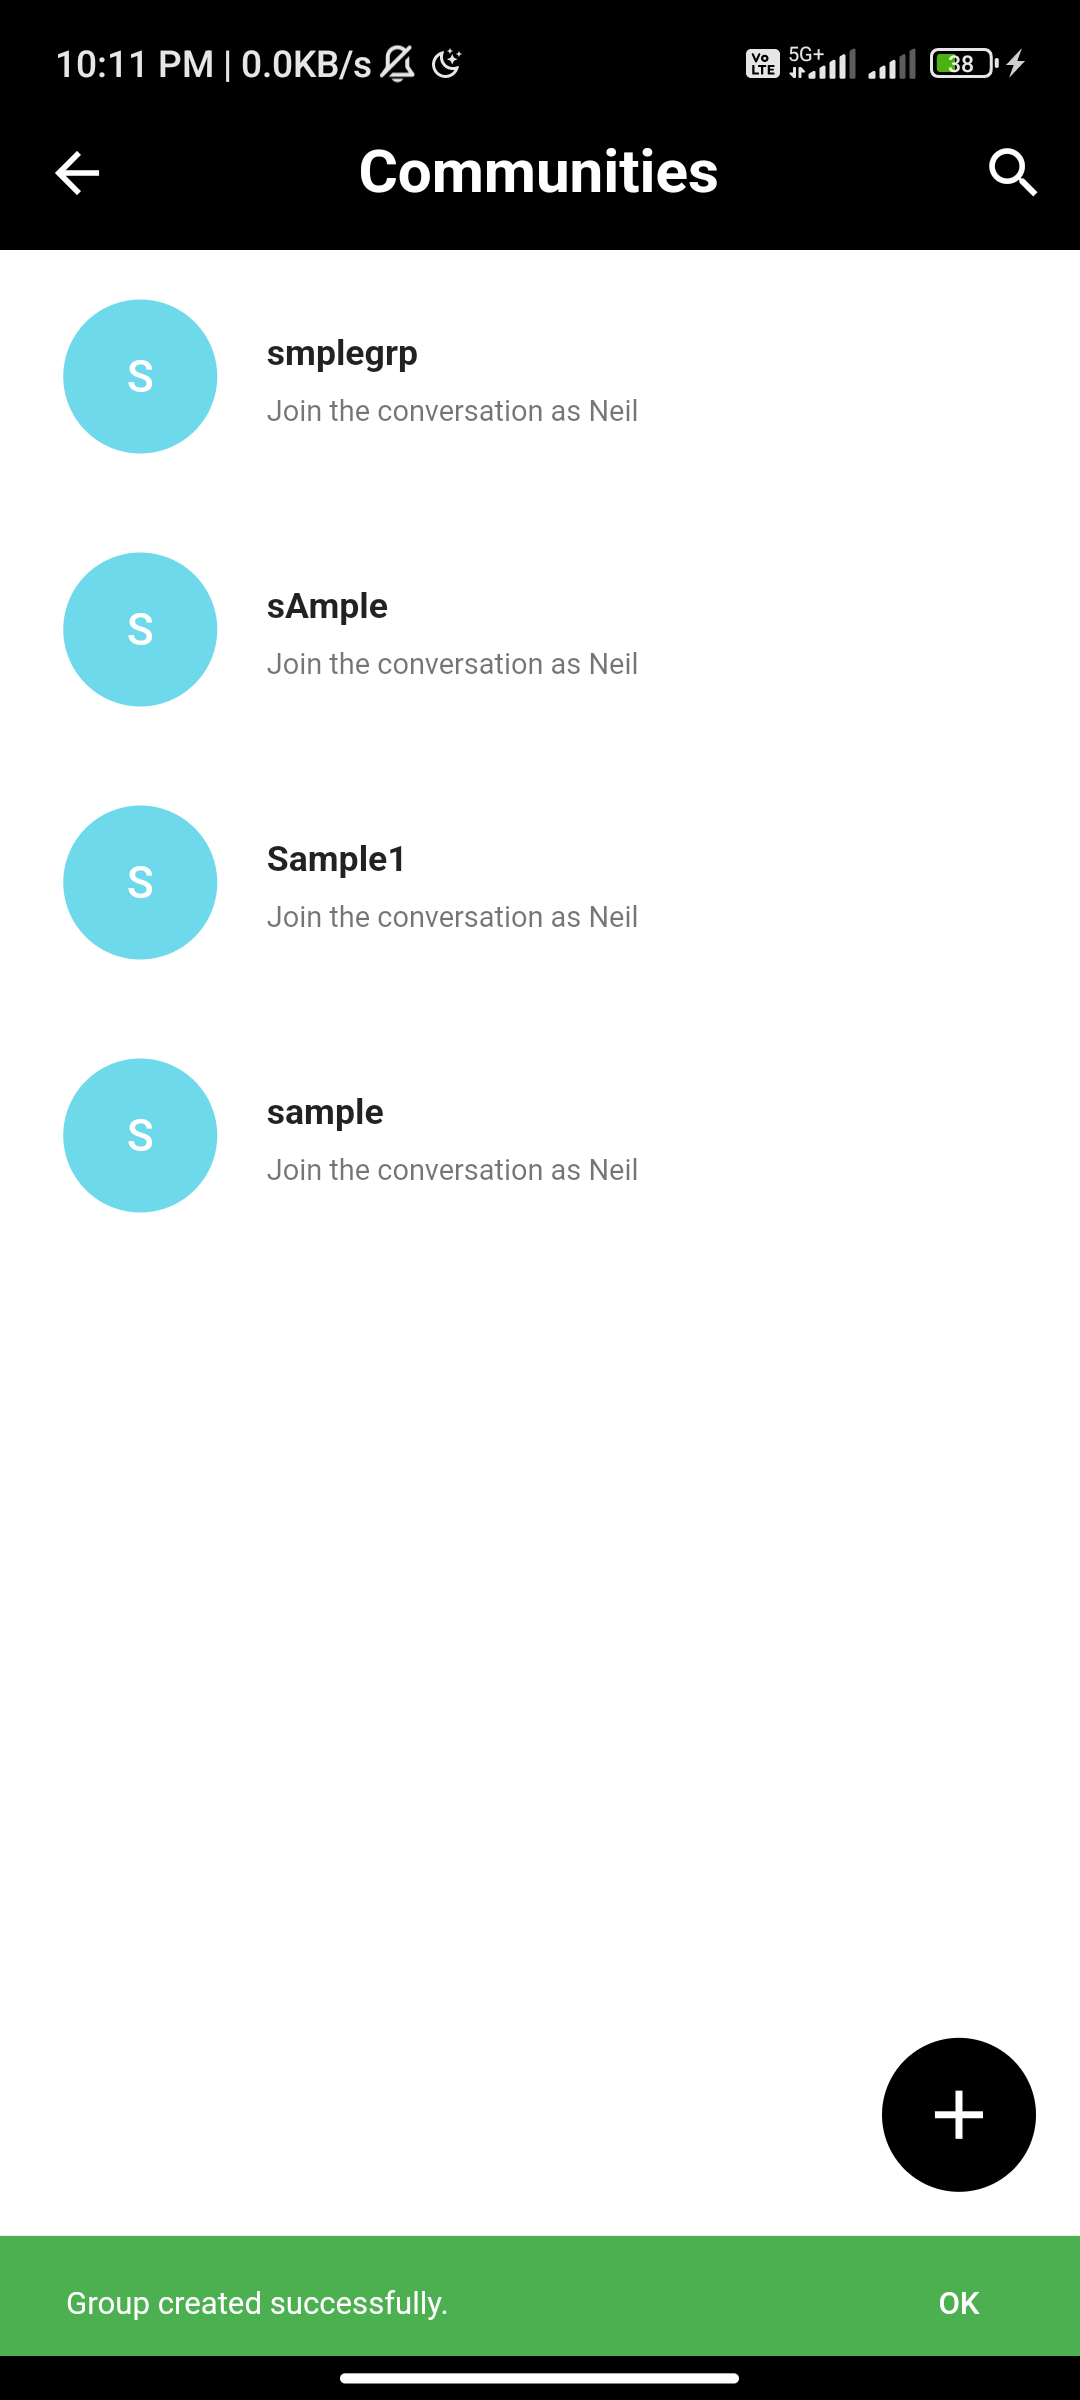 10:11 PM | 0.0KB/s Vo LTE 5G+ 38
Communities
S
smplegrp
Join the conversation as Neil
S
sAmple
Join the conversation as Neil
S
Sample1
Join the conversation as Neil
S
sample
Join the conversation as Neil
Group created successfully. OK